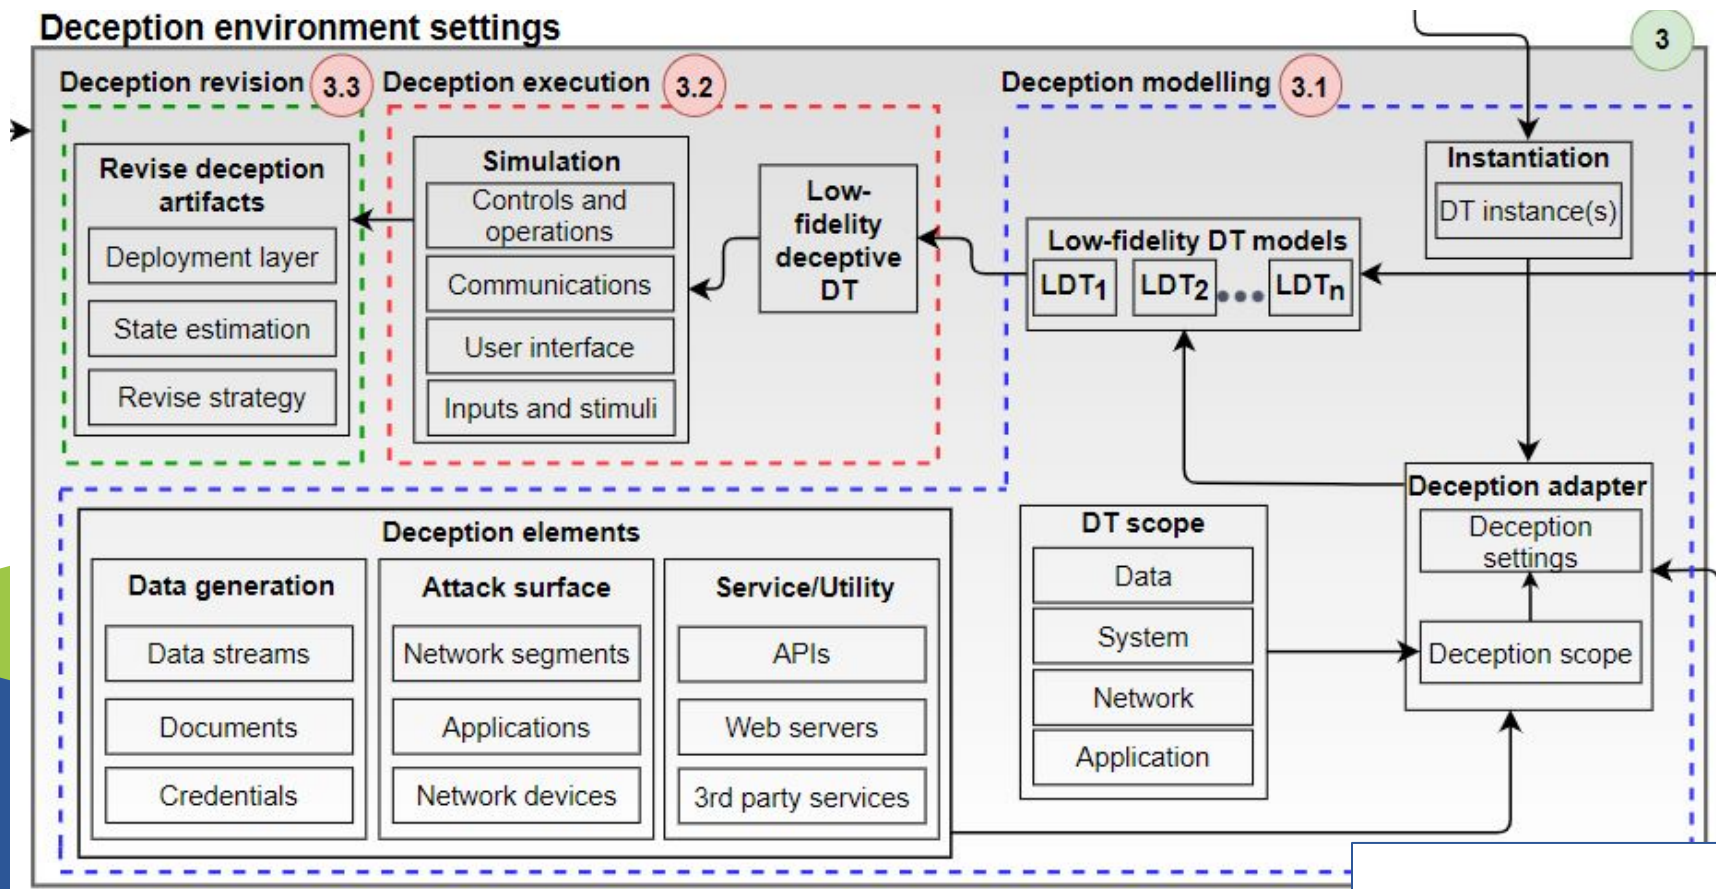 Deception environment settings
3
Deception revision 3.3
Deception execution 3.2
Deception modelling 3.1
Revise deception
artifacts
Deployment layer
State estimation
Revise strategy
Simulation
Controls and
operations
Communications
User interface
Inputs and stimuli
Low-
fidelity
deceptive
DT
Low-fidelity DT models
LDT1 LDT2 LDTn
Instantiation
DT instance(s)
Deception elements
Data generation
Data streams
Documents
Credentials
Attack surface
Network segments
Applications
Network devices
Service/Utility
APIs
Web servers
3rd party services
DT scope
Data
System
Network
Application
Deception adapter
Deception
settings
Deception scope